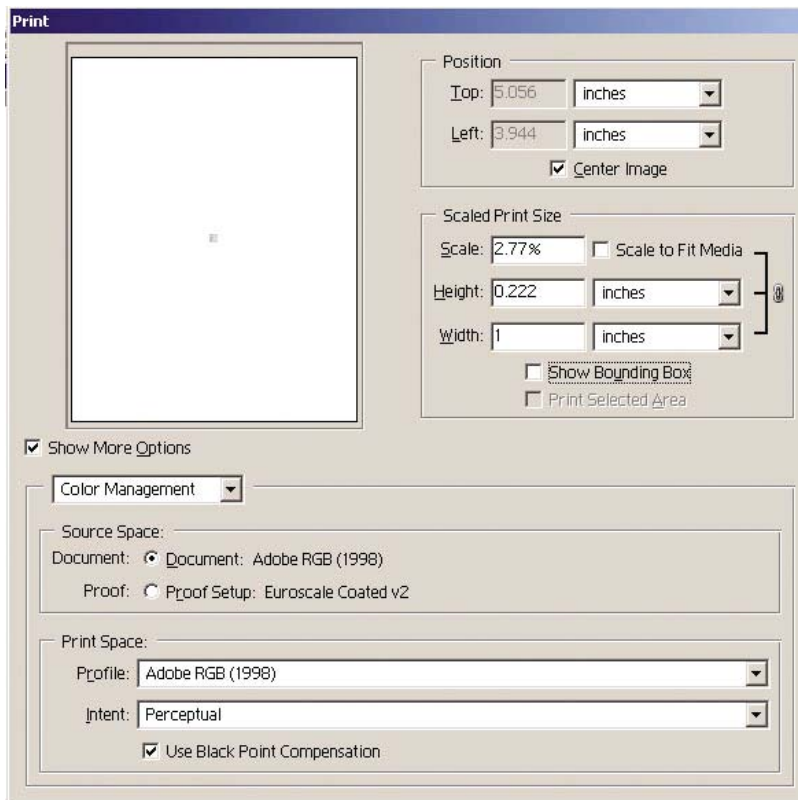 Print
Position
Top: 5.056 inches
Left: 3.944 inches
Center Image
Scaled Print Size
Scale: 2.77% Scale to Fit Media
Height: 0.222 inches
Width: 1 inches
Show Bounding Box
Print Selected Area
Show More Options
Color Management
Source Space:
Document: Document: Adobe RGB (1998)
Proof: Proof Setup: Euroscale Coated v2
Print Space:
Profile: Adobe RGB (1998)
Intent: Perceptual
Use Black Point Compensation